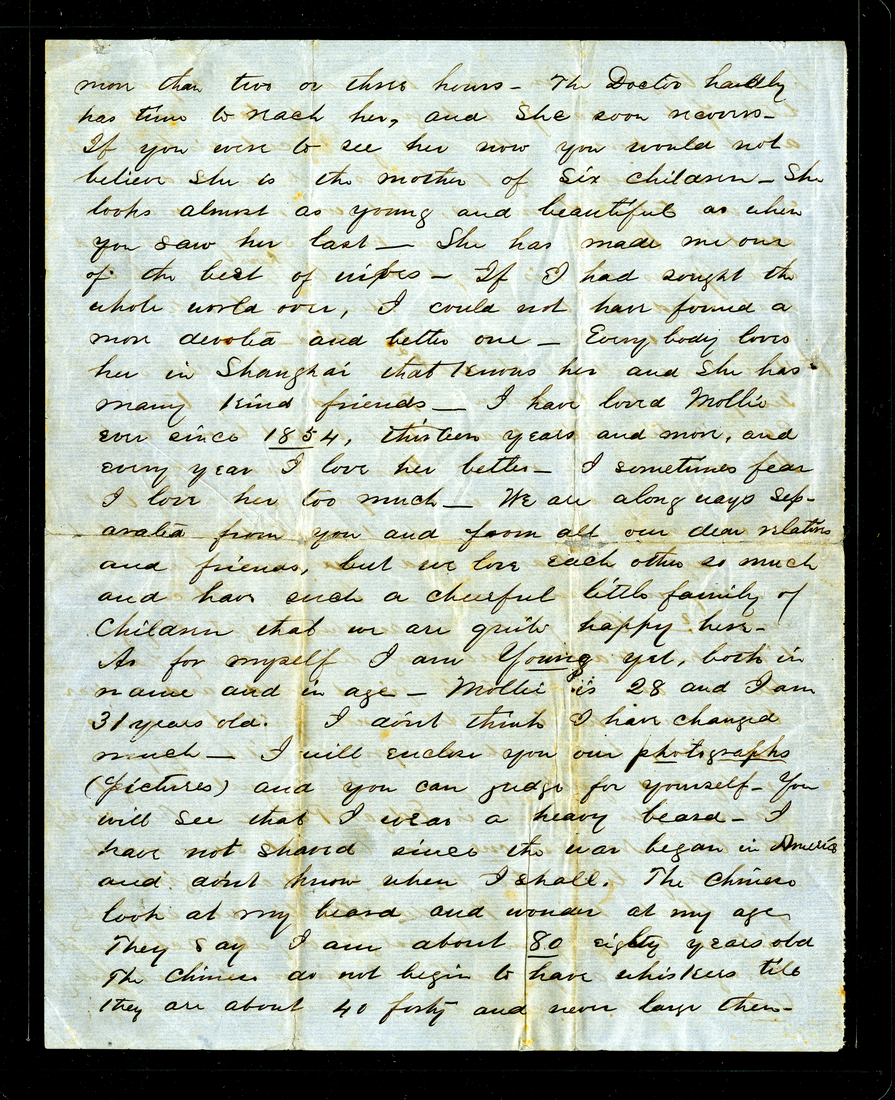 more than two or three hours - The Doctor hardly
has time to reach her, and She soon recovers -
If you were to see her now you would not
believe She is the mother of Six children - She
looks almost as young and beautiful as when
you saw her last — She has made me one
of the best of wifes - If I had sought the
whole world over, I could not have found a
more devoted and better one — Every body loves
her in Shanghai that Knows her and She has
many Kind friends — I have loved Mollie
ever since 1854, thirteen years and more, and
every year I love her better - I sometimes fear
I love her too much — We are a long ways Sep-
arated from you and from all our dear relatives
and friends, but we love each other so much
and have such a cheerful little family of
Children that we are quite happy here -
As for myself I am Young yet, both in
name and in age - Mollie is 28 and I am
31 years old. I don't think I have changed
much — I will enclose you our photographs
(pictures) and you can judge for yourself - You
will See that I wear a heavy beard - I
have not Shaved since the war began in America
and don't know when I shall. The Chinese
look at my beard and wonder at my age
They Say I am about 80 eighty years old
The Chinese do not begin to have whiskers till
they are about 40 forty and never large then -